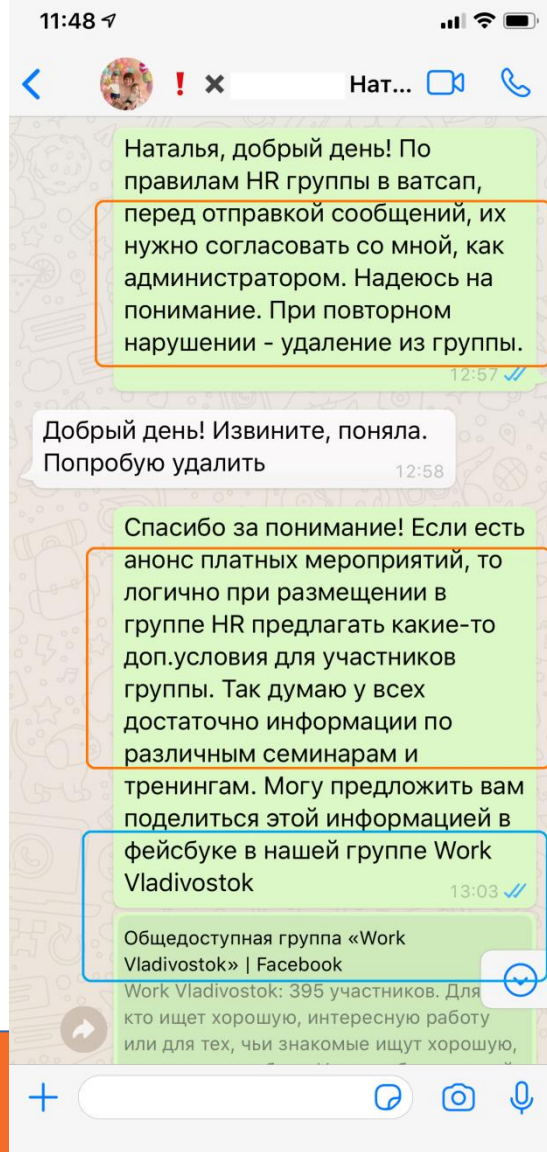 11:48
Нат...
Наталья, добрый день! По
правилам HR группы в ватсап,
перед отправкой сообщений, их
нужно согласовать со мной, как
администратором. Надеюсь на
понимание. При повторном
нарушении - удаление из группы.
12:57
Добрый день! Извините, поняла.
Попробую удалить
12:58
Спасибо за понимание! Если есть
анонс платных мероприятий, то
логично при размещении в
группе HR предлагать какие-то
доп.условия для участников
группы. Так думаю у всех
достаточно информации по
различным семинарам и
тренингам. Могу предложить вам
поделиться этой информацией в
фейсбуке в нашей группе Work
Vladivostok
13:03
Общедоступная группа «Work
Vladivostok» | Facebook
Work Vladivostok: 395 участников. Для
кто ищет хорошую, интересную работу
или для тех, чьи знакомые ищут хорошую,